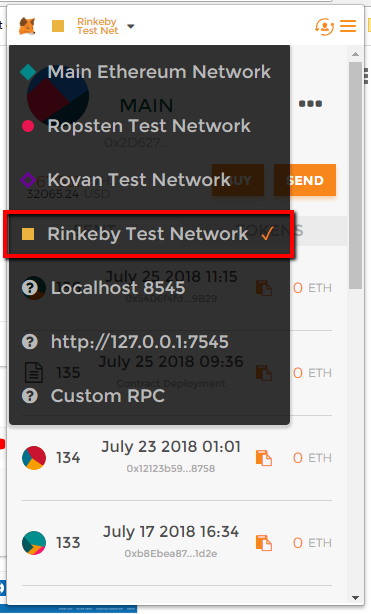 Rinkeby
Test Net
Main Ethereum Network
MAIN
0x2D627...
Ropsten Test Network
Kovan Test Network
32065.24 USD
BUY
SEND
Rinkeby Test Network
TOKENS
July 25 2018 11:15
Localhost 8545
0 ETH
http://127.0.0.1:7545
July 25 2018 09:36
135
Contract Deployment
0 ETH
Custom RPC
134
July 23 2018 01:01
0x12123b59...8758
0 ETH
133
July 17 2018 16:34
0xb8Ebea87...1d2e
0 ETH